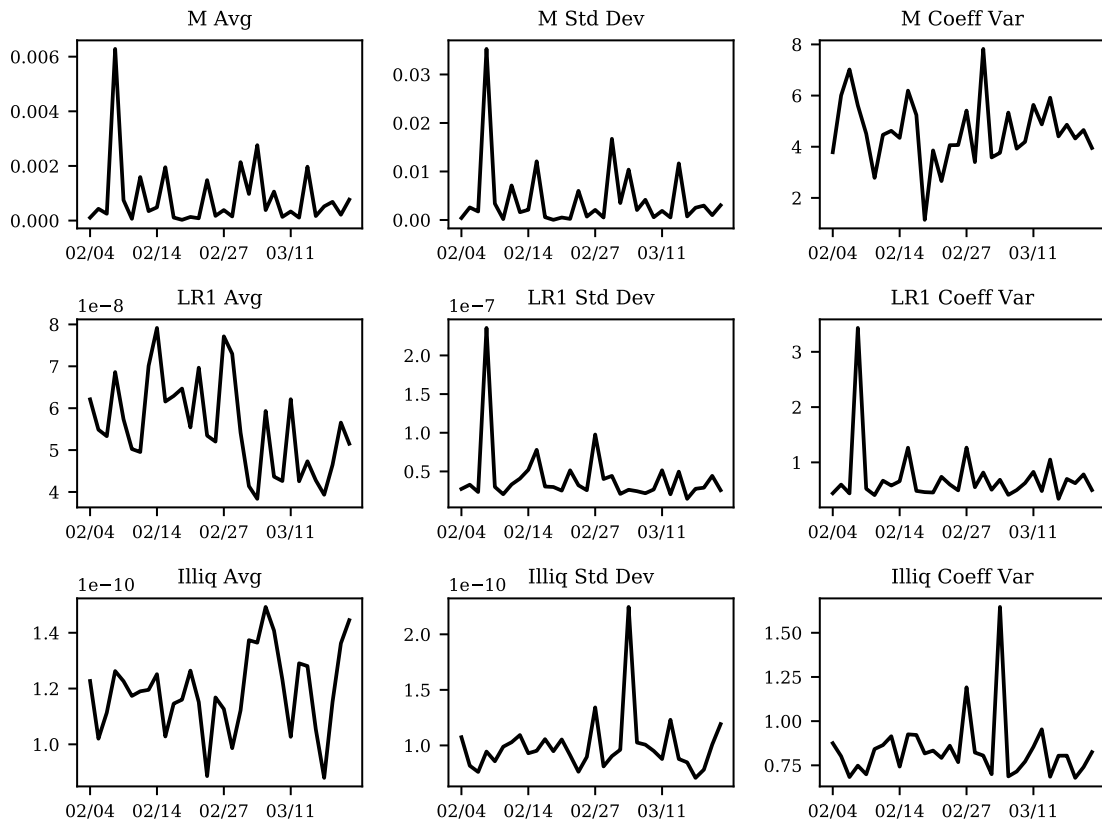 M Avg
M Std Dev
M Coeff Var
0.006
0.004
0.002
0.000
02/04 02/14 02/27 03/11
0.03
0.02
0.01
0.00
02/04 02/14 02/27 03/11
8
6
4
2
02/04 02/14 02/27 03/11
1e−8
LR1 Avg
8
7
6
5
4
02/04 02/14 02/27 03/11
1e−7
LR1 Std Dev
2.0
1.5
1.0
0.5
02/04 02/14 02/27 03/11
LR1 Coeff Var
3
2
1
02/04 02/14 02/27 03/11
1e−10
Illiq Avg
1.4
1.2
1.0
02/04 02/14 02/27 03/11
1e−10
Illiq Std Dev
2.0
1.5
1.0
02/04 02/14 02/27 03/11
Illiq Coeff Var
1.50
1.25
1.00
0.75
02/04 02/14 02/27 03/11